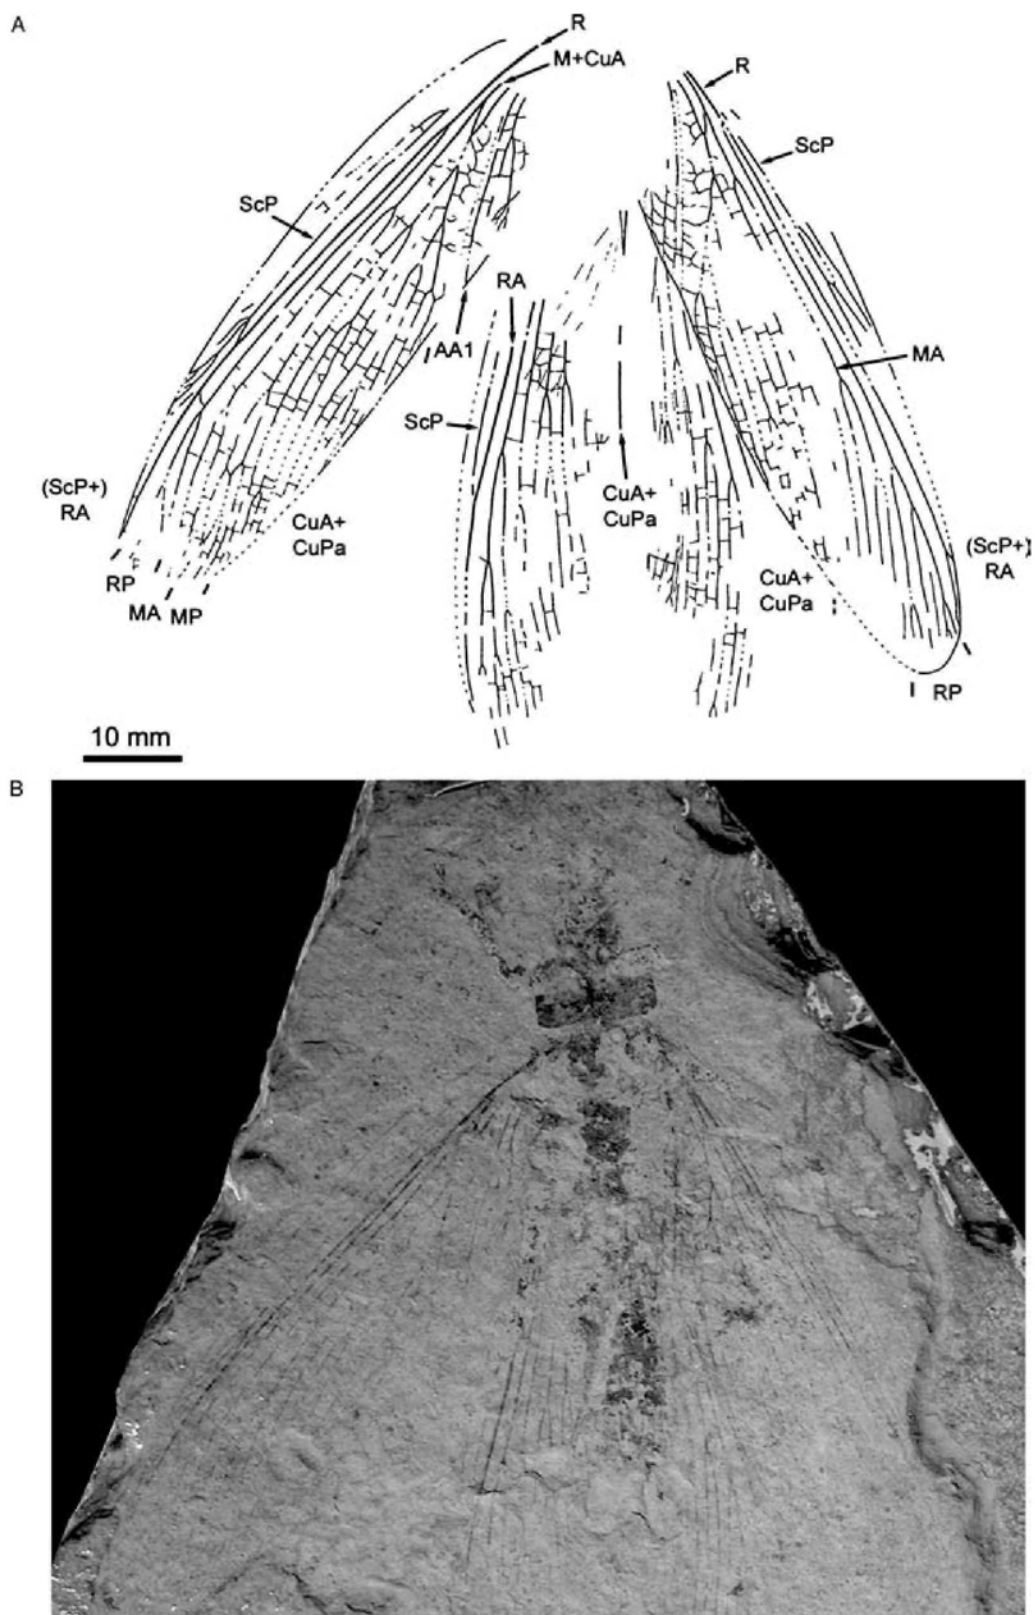 A
R
M+CuA
R
ScP
ScP
RA
AA1
MA
ScP
(ScP+)
RA
CuA+
CuPa
CuA+
CuPa
(ScP+)
RA
RP
CuA+
CuPa
MA MP
RP
10 mm
B